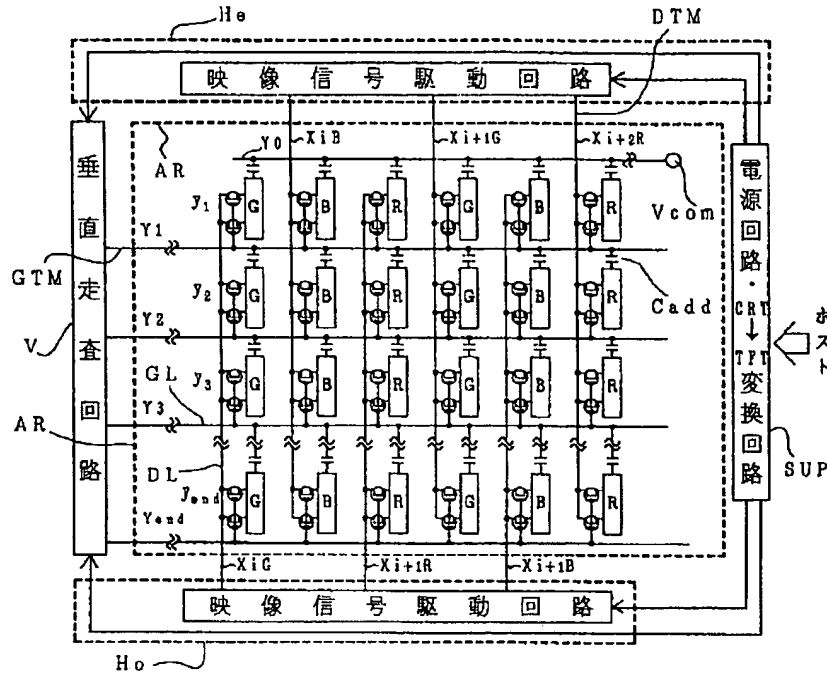 He
DTM
映像信号駆動回路
XiB
Xi+1G
Xi+2R
AR
Y0
Vcom
y1
G
B
R
G
B
R
Y1
GTM
Cadd
y2
G
B
R
G
B
R
Y2
V
垂直走査回路
電源回路・CRT→TFT変換回路
ホスト
GL
y3
G
B
R
G
B
R
Y3
AR
SUP
DL
yend
G
B
R
G
B
R
Yend
XiG
Xi+1R
Xi+1B
映像信号駆動回路
Ho